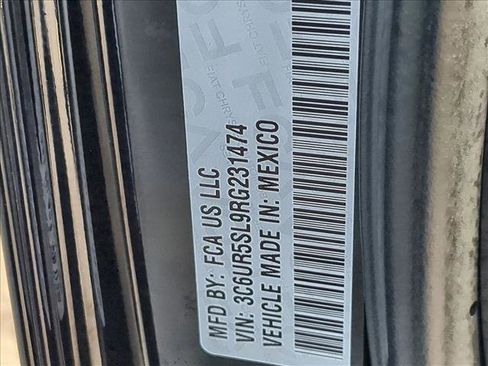 MFD BY: FCA US LLC
VIN: 3C6UR5SL9RG231474
VEHICLE MADE IN: MEXICO